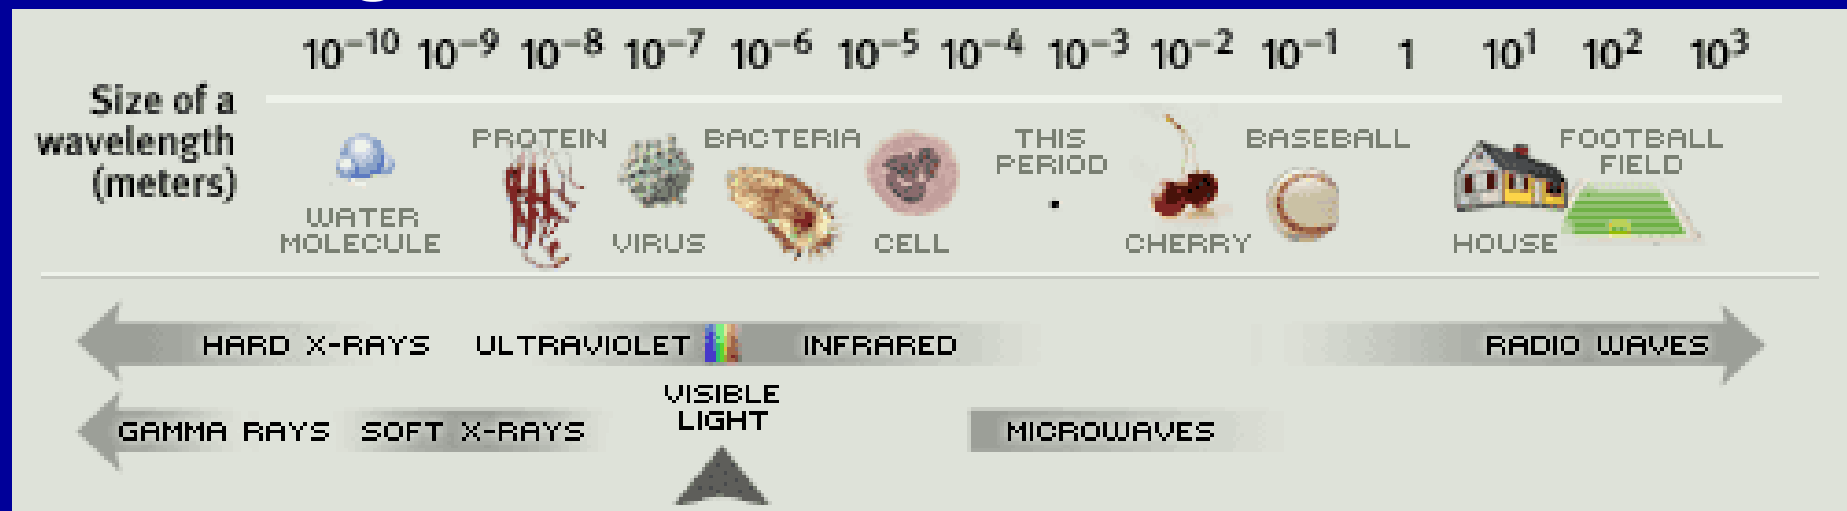 10⁻¹⁰ 10⁻⁹ 10⁻⁸ 10⁻⁷ 10⁻⁶ 10⁻⁵ 10⁻⁴ 10⁻³ 10⁻² 10⁻¹ 1 10¹ 10² 10³
Size of a
wavelength
(meters)
WATER
MOLECULE
PROTEIN
VIRUS
BACTERIA
CELL
THIS
PERIOD
CHERRY
BASEBALL
HOUSE
FOOTBALL
FIELD
HARD X-RAYS ULTRAVIOLET INFRARED RADIO WAVES
VISIBLE
LIGHT
GAMMA RAYS SOFT X-RAYS MICROWAVES